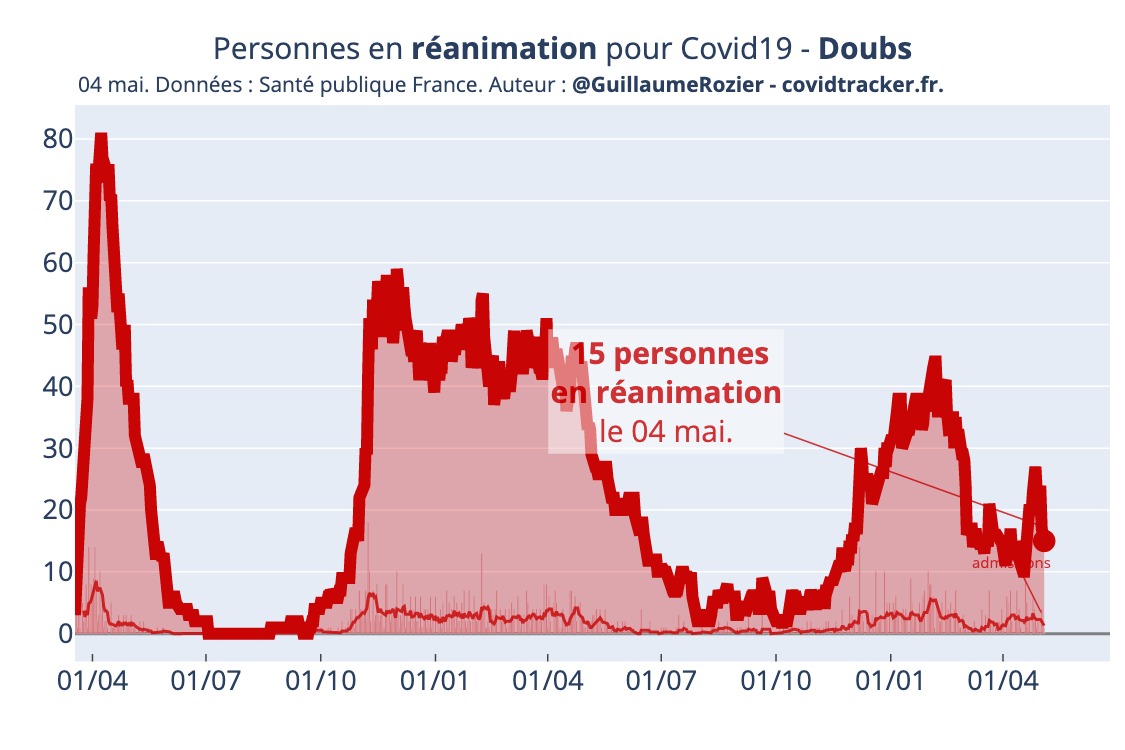 Personnes en réanimation pour Covid19 - Doubs
04 mai. Données : Santé publique France. Auteur : @GuillaumeRozier - covidtracker.fr.
80
70
60
50
40
30
20
10
0
15 personnes
en réanimation
le 04 mai.
admissions
01/04 01/07 01/10 01/01 01/04 01/07 01/10 01/01 01/04